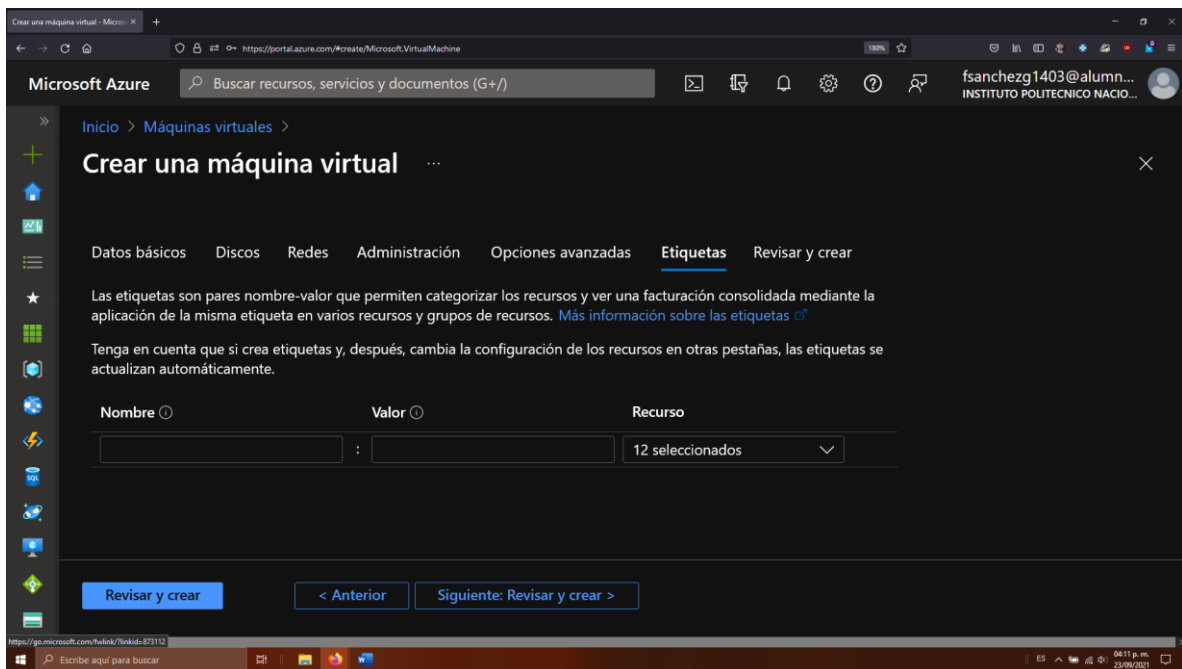 Crear una máquina virtual - Micros
https://portal.azure.com/#create/Microsoft.VirtualMachine
180%
Microsoft Azure
Buscar recursos, servicios y documentos (G+/)
fsanchezg1403@alumn...
INSTITUTO POLITECNICO NACIO...
Inicio > Máquinas virtuales >
Crear una máquina virtual ...
Datos básicos Discos Redes Administración Opciones avanzadas Etiquetas Revisar y crear
Las etiquetas son pares nombre-valor que permiten categorizar los recursos y ver una facturación consolidada mediante la
aplicación de la misma etiqueta en varios recursos y grupos de recursos. Más información sobre las etiquetas
Tenga en cuenta que si crea etiquetas y, después, cambia la configuración de los recursos en otras pestañas, las etiquetas se
actualizan automáticamente.
Nombre Valor Recurso
: 12 seleccionados
SQL
Revisar y crear < Anterior Siguiente: Revisar y crear >
https://go.microsoft.com/fwlink/?linkid=873112
Escribe aquí para buscar
ES
04:11 p. m.
23/09/2021